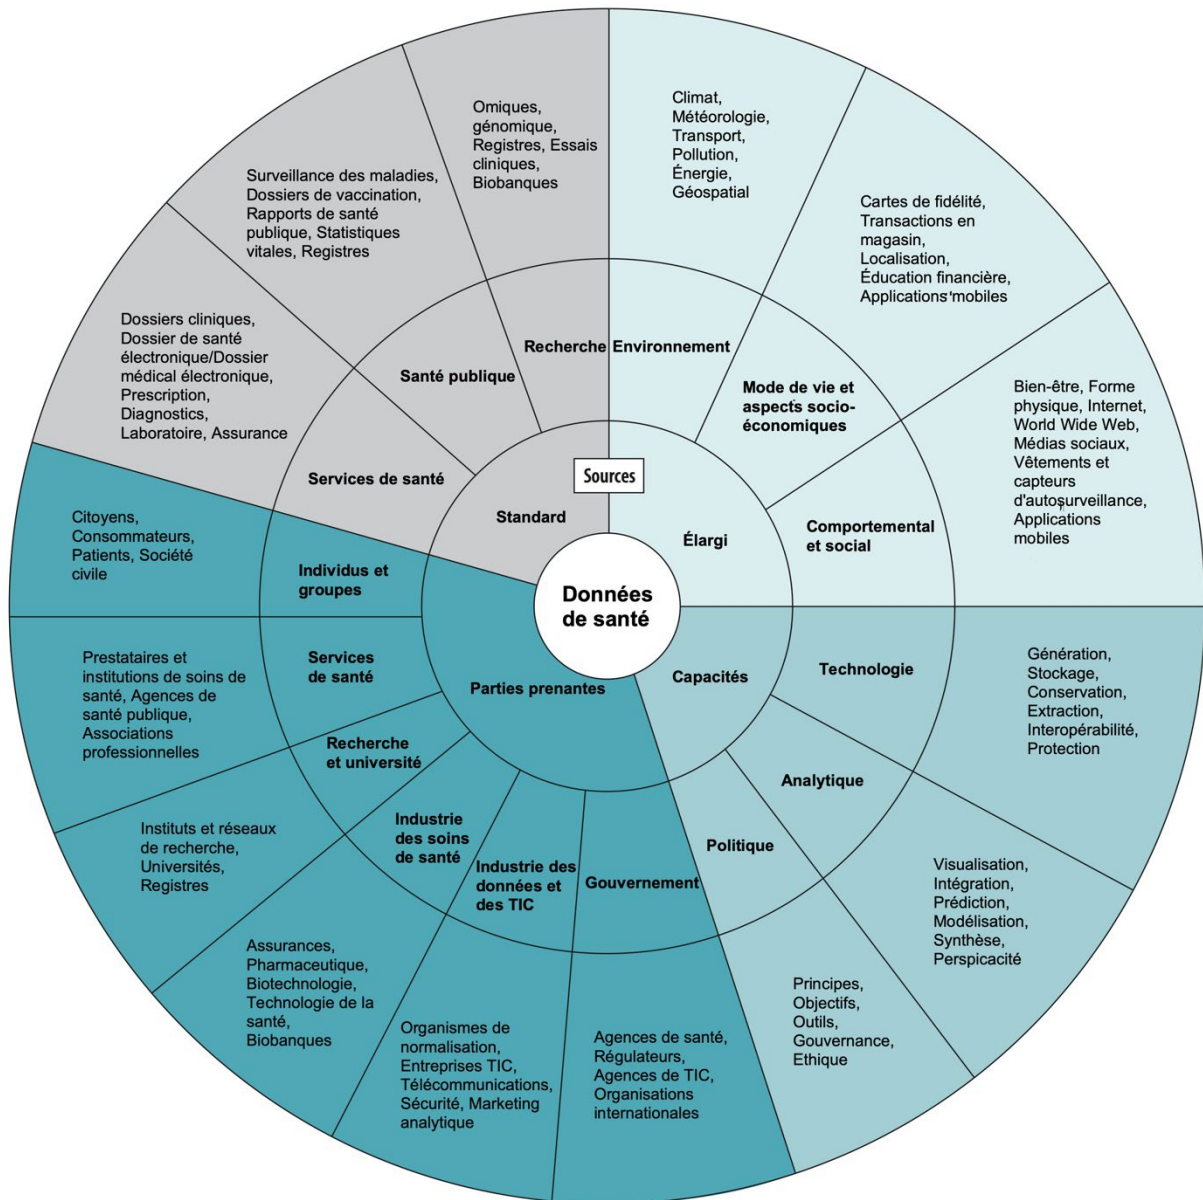 Données
de santé
Sources
Standard
Élargi
Capacités
Parties prenantes
Recherche
Omiques,
génomique,
Registres, Essais
cliniques,
Biobanques
Santé publique
Surveillance des maladies,
Dossiers de vaccination,
Rapports de santé
publique, Statistiques
vitales, Registres
Services de santé
Dossiers cliniques,
Dossier de santé
électronique/Dossier
médical électronique,
Prescription,
Diagnostics,
Laboratoire, Assurance
Environnement
Climat,
Météorologie,
Transport,
Pollution,
Énergie,
Géospatial
Mode de vie et
aspects socio-
économiques
Cartes de fidélité,
Transactions en
magasin,
Localisation,
Éducation financière,
Applications mobiles
Comportemental
et social
Bien-être, Forme
physique, Internet,
World Wide Web,
Médias sociaux,
Vêtements et
capteurs
d'autosurveillance,
Applications
mobiles
Technologie
Génération,
Stockage,
Conservation,
Extraction,
Interopérabilité,
Protection
Analytique
Visualisation,
Intégration,
Prédiction,
Modélisation,
Synthèse,
Perspicacité
Politique
Principes,
Objectifs,
Outils,
Gouvernance,
Ethique
Gouvernement
Agences de santé,
Régulateurs,
Agences de TIC,
Organisations
internationales
Industrie des
données et
des TIC
Organismes de
normalisation,
Entreprises TIC,
Télécommunications,
Sécurité, Marketing
analytique
Industrie
des soins
de santé
Assurances,
Pharmaceutique,
Biotechnologie,
Technologie de la
santé,
Biobanques
Recherche
et université
Instituts et réseaux
de recherche,
Universités,
Registres
Services
de santé
Prestataires et
institutions de soins de
santé, Agences de
santé publique,
Associations
professionnelles
Individus et
groupes
Citoyens,
Consommateurs,
Patients, Société
civile